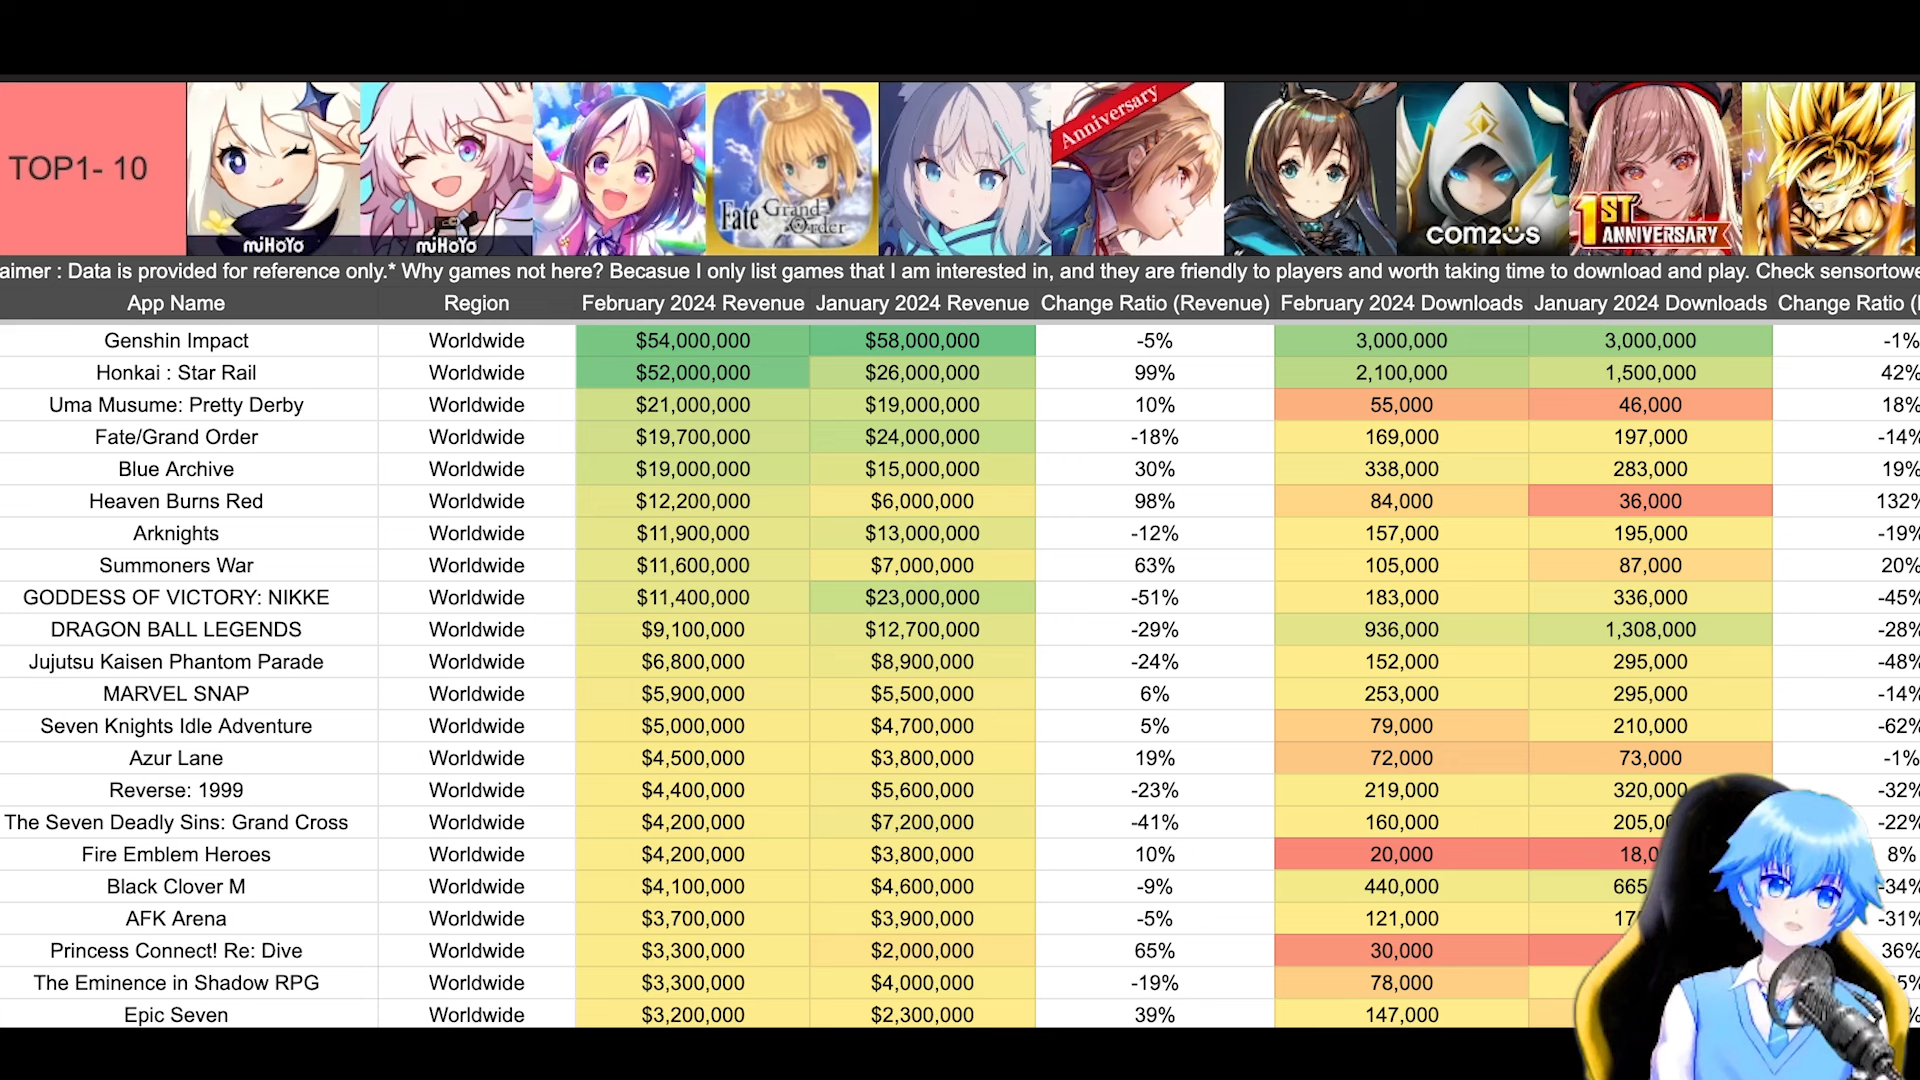 TOP1- 10
miHoYo
miHoYo
Fate Grand Order
Anniversary
COM2US
1ST ANNIVERSARY
aimer : Data is provided for reference only.* Why games not here? Becasue I only list games that I am interested in, and they are friendly to players and worth taking time to download and play. Check sensortowe
App Name Region February 2024 Revenue January 2024 Revenue Change Ratio (Revenue) February 2024 Downloads January 2024 Downloads Change Ratio (
Genshin Impact Worldwide $54,000,000 $58,000,000 -5% 3,000,000 3,000,000 -1%
Honkai : Star Rail Worldwide $52,000,000 $26,000,000 99% 2,100,000 1,500,000 42%
Uma Musume: Pretty Derby Worldwide $21,000,000 $19,000,000 10% 55,000 46,000 18%
Fate/Grand Order Worldwide $19,700,000 $24,000,000 -18% 169,000 197,000 -14%
Blue Archive Worldwide $19,000,000 $15,000,000 30% 338,000 283,000 19%
Heaven Burns Red Worldwide $12,200,000 $6,000,000 98% 84,000 36,000 132%
Arknights Worldwide $11,900,000 $13,000,000 -12% 157,000 195,000 -19%
Summoners War Worldwide $11,600,000 $7,000,000 63% 105,000 87,000 20%
GODDESS OF VICTORY: NIKKE Worldwide $11,400,000 $23,000,000 -51% 183,000 336,000 -45%
DRAGON BALL LEGENDS Worldwide $9,100,000 $12,700,000 -29% 936,000 1,308,000 -28%
Jujutsu Kaisen Phantom Parade Worldwide $6,800,000 $8,900,000 -24% 152,000 295,000 -48%
MARVEL SNAP Worldwide $5,900,000 $5,500,000 6% 253,000 295,000 -14%
Seven Knights Idle Adventure Worldwide $5,000,000 $4,700,000 5% 79,000 210,000 -62%
Azur Lane Worldwide $4,500,000 $3,800,000 19% 72,000 73,000 -1%
Reverse: 1999 Worldwide $4,400,000 $5,600,000 -23% 219,000 320,000 -32%
The Seven Deadly Sins: Grand Cross Worldwide $4,200,000 $7,200,000 -41% 160,000 205,0 -22%
Fire Emblem Heroes Worldwide $4,200,000 $3,800,000 10% 20,000 18,0 8%
Black Clover M Worldwide $4,100,000 $4,600,000 -9% 440,000 665, -34%
AFK Arena Worldwide $3,700,000 $3,900,000 -5% 121,000 17 -31%
Princess Connect! Re: Dive Worldwide $3,300,000 $2,000,000 65% 30,000 36%
The Eminence in Shadow RPG Worldwide $3,300,000 $4,000,000 -19% 78,000 5%
Epic Seven Worldwide $3,200,000 $2,300,000 39% 147,000 %